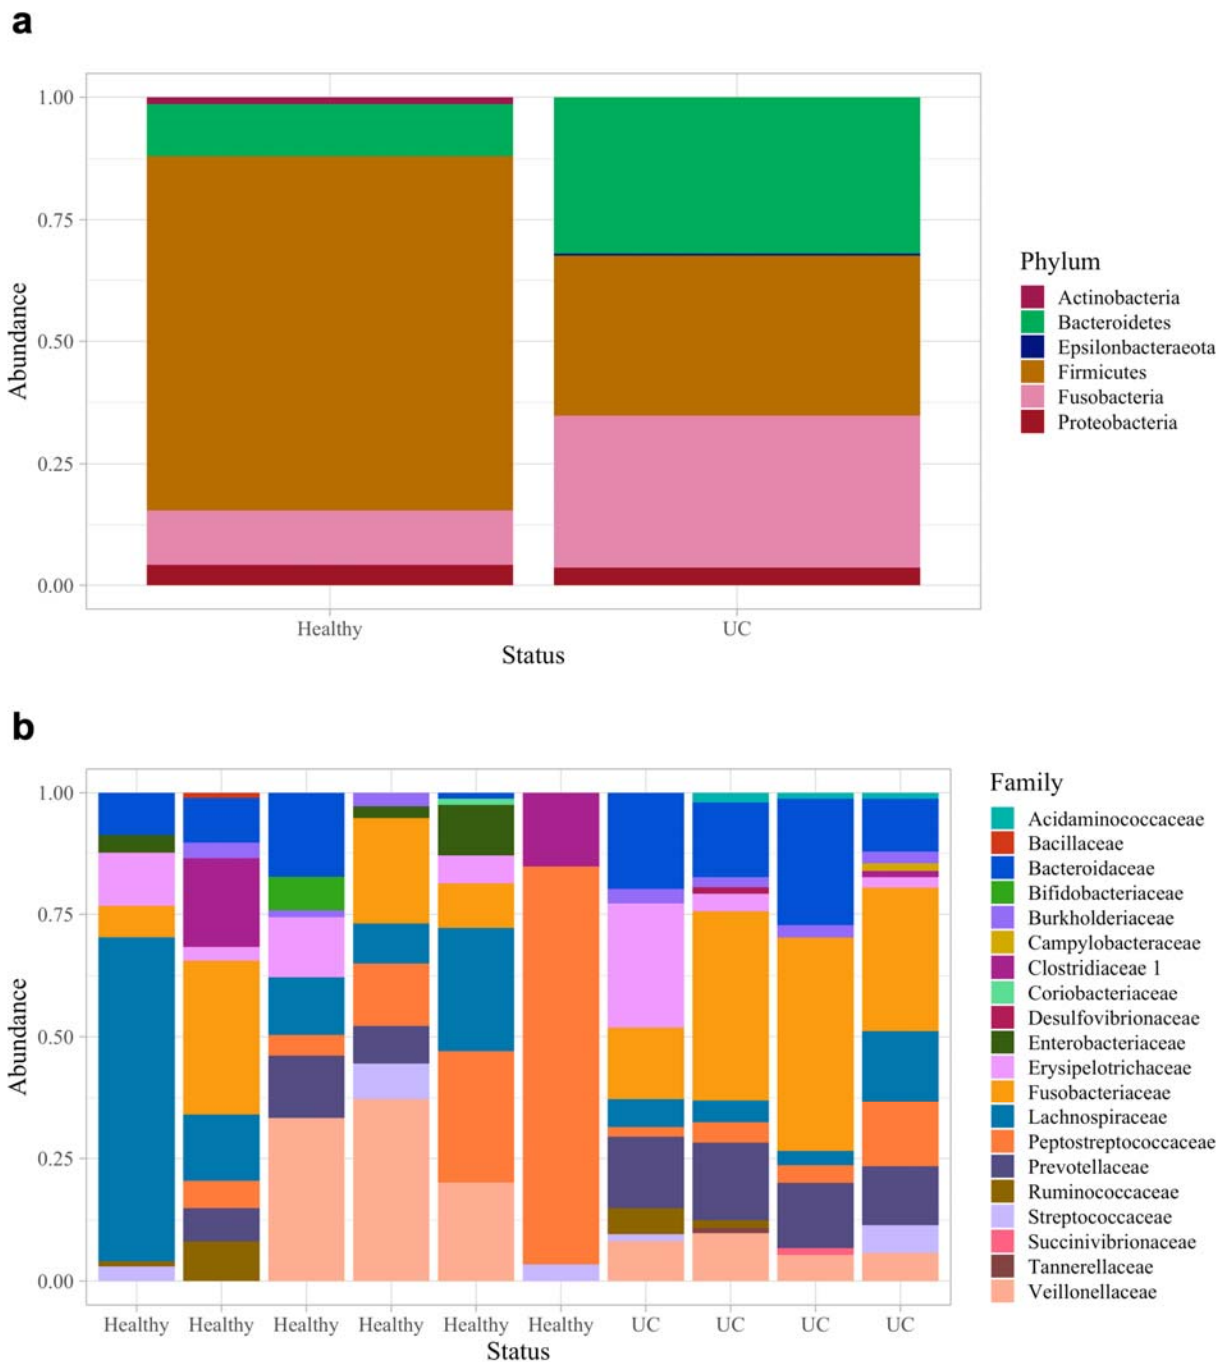 a
1.00
0.75
0.50
0.25
0.00
Abundance
Healthy UC
Status
Phylum
Actinobacteria
Bacteroidetes
Epsilonbacteraeota
Firmicutes
Fusobacteria
Proteobacteria
b
1.00
0.75
0.50
0.25
0.00
Abundance
Healthy Healthy Healthy Healthy Healthy Healthy UC UC UC UC
Status
Family
Acidaminococcaceae
Bacillaceae
Bacteroidaceae
Bifidobacteriaceae
Burkholderiaceae
Campylobacteraceae
Clostridiaceae 1
Coriobacteriaceae
Desulfovibrionaceae
Enterobacteriaceae
Erysipelotrichaceae
Fusobacteriaceae
Lachnospiraceae
Peptostreptococcaceae
Prevotellaceae
Ruminococcaceae
Streptococcaceae
Succinivibrionaceae
Tannerellaceae
Veillonellaceae